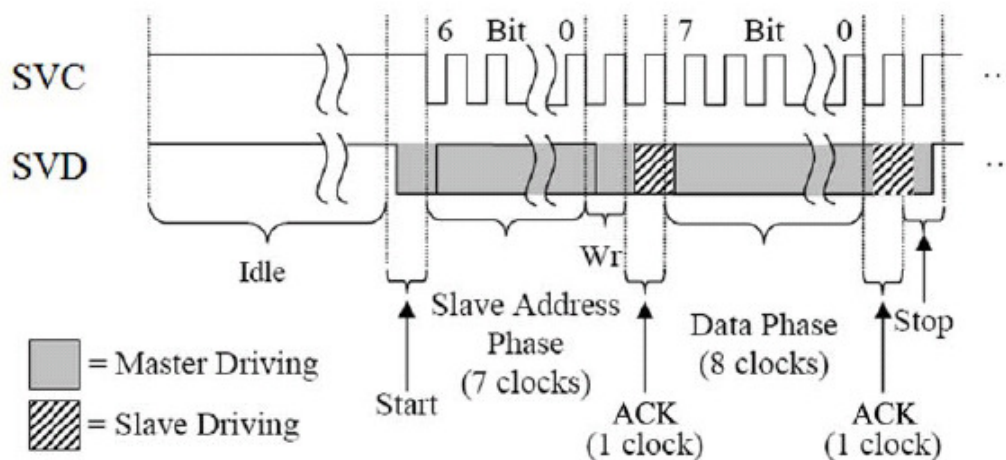 6 Bit 0 7 Bit 0
SVC
SVD
Idle
Wr
Slave Address
Phase
(7 clocks)
Data Phase
(8 clocks)
Stop
= Master Driving
= Slave Driving
Start
ACK
(1 clock)
ACK
(1 clock)